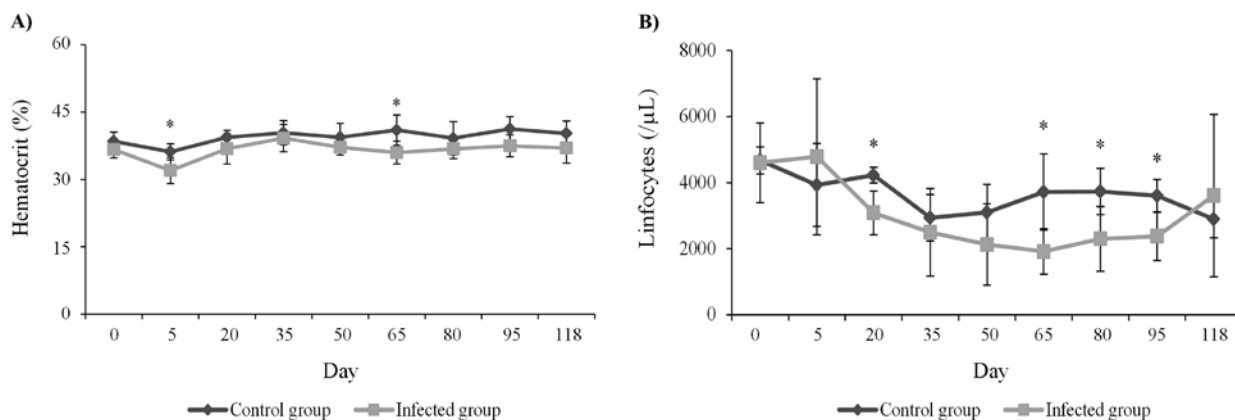 A)
Hematocrit (%)
60
45
30
15
0
* *
0 5 20 35 50 65 80 95 118
Day
Control group Infected group
B)
Linfocytes (/µL)
8000
6000
4000
2000
0
* * * *
0 5 20 35 50 65 80 95 118
Day
Control group Infected group